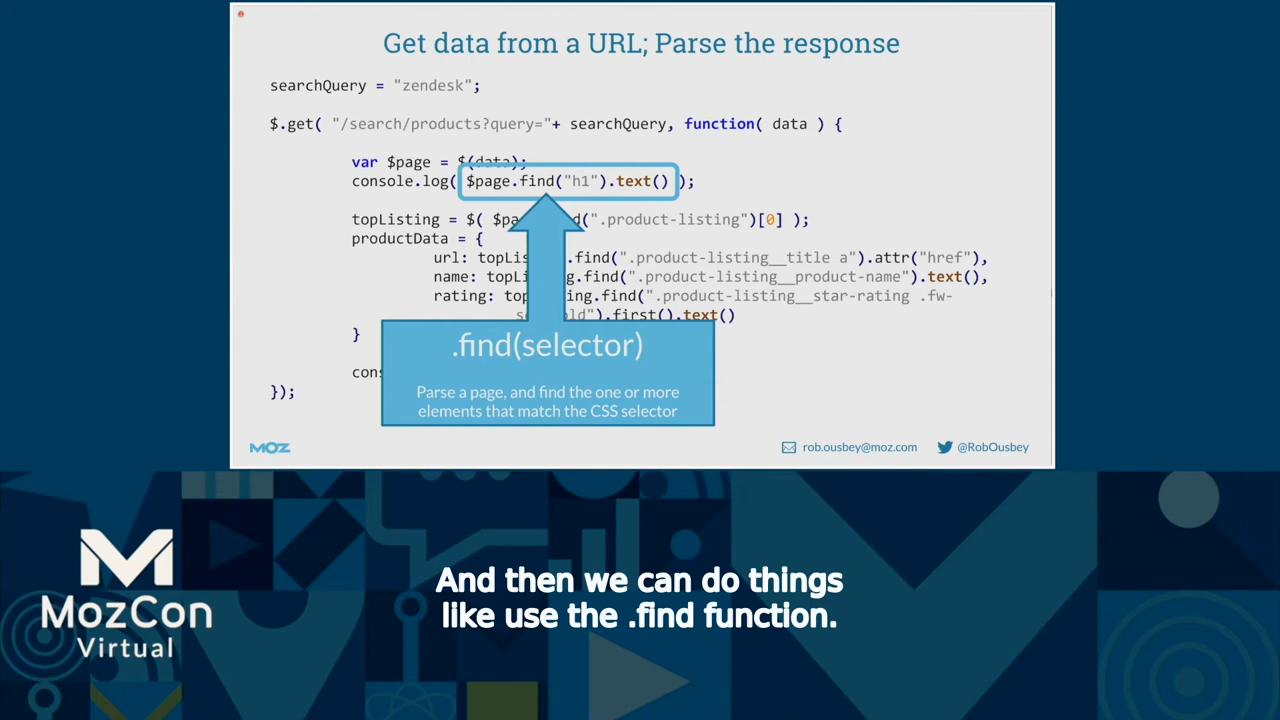 Get data from a URL; Parse the response
searchQuery = "zendesk";
$.get( "/search/products?query="+ searchQuery, function( data ) {
var $page = $(data);
console.log( $page.find("h1").text() );
topListing = $( $pa d(".product-listing")[0] );
productData = {
url: topLis .find(".product-listing__title a").attr("href"),
name: topL g.find(".product-listing__product-name").text(),
rating: top ing.find(".product-listing__star-rating .fw-
se ld").first().text()
}
cons
});
.find(selector)
Parse a page, and find the one or more
elements that match the CSS selector
MOZ
rob.ousbey@moz.com
@RobOusbey
MozCon
Virtual
And then we can do things
like use the .find function.